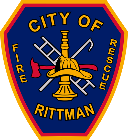 CITY OF
FIRE
RESCUE
RITTMAN